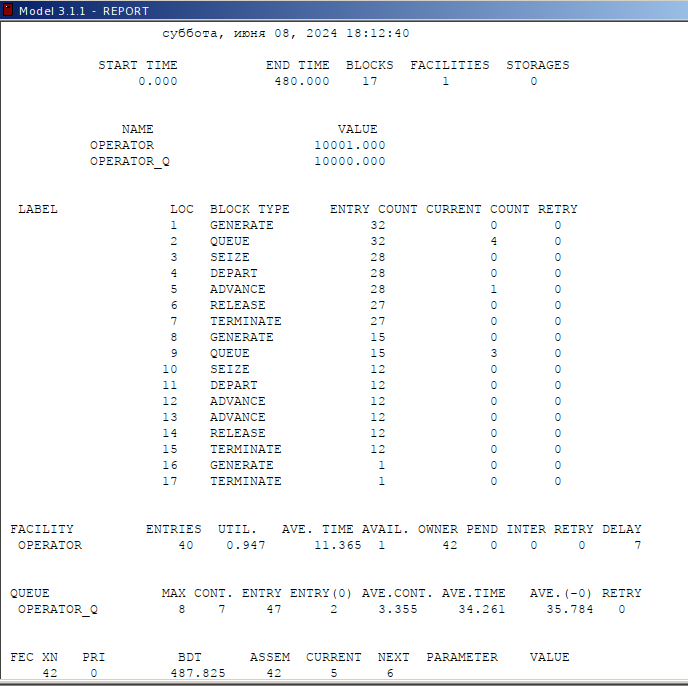 Model 3.1.1 - REPORT
суббота, июня 08, 2024 18:12:40
START TIME END TIME BLOCKS FACILITIES STORAGES
0.000 480.000 17 1 0
NAME VALUE
OPERATOR 10001.000
OPERATOR_Q 10000.000
LABEL LOC BLOCK TYPE ENTRY COUNT CURRENT COUNT RETRY
1 GENERATE 32 0 0
2 QUEUE 32 4 0
3 SEIZE 28 0 0
4 DEPART 28 0 0
5 ADVANCE 28 1 0
6 RELEASE 27 0 0
7 TERMINATE 27 0 0
8 GENERATE 15 0 0
9 QUEUE 15 3 0
10 SEIZE 12 0 0
11 DEPART 12 0 0
12 ADVANCE 12 0 0
13 ADVANCE 12 0 0
14 RELEASE 12 0 0
15 TERMINATE 12 0 0
16 GENERATE 1 0 0
17 TERMINATE 1 0 0
FACILITY ENTRIES UTIL. AVE. TIME AVAIL. OWNER PEND INTER RETRY DELAY
OPERATOR 40 0.947 11.365 1 42 0 0 0 7
QUEUE MAX CONT. ENTRY ENTRY(0) AVE.CONT. AVE.TIME AVE.(-0) RETRY
OPERATOR_Q 8 7 47 2 3.355 34.261 35.784 0
FEC XN PRI BDT ASSEM CURRENT NEXT PARAMETER VALUE
42 0 487.825 42 5 6